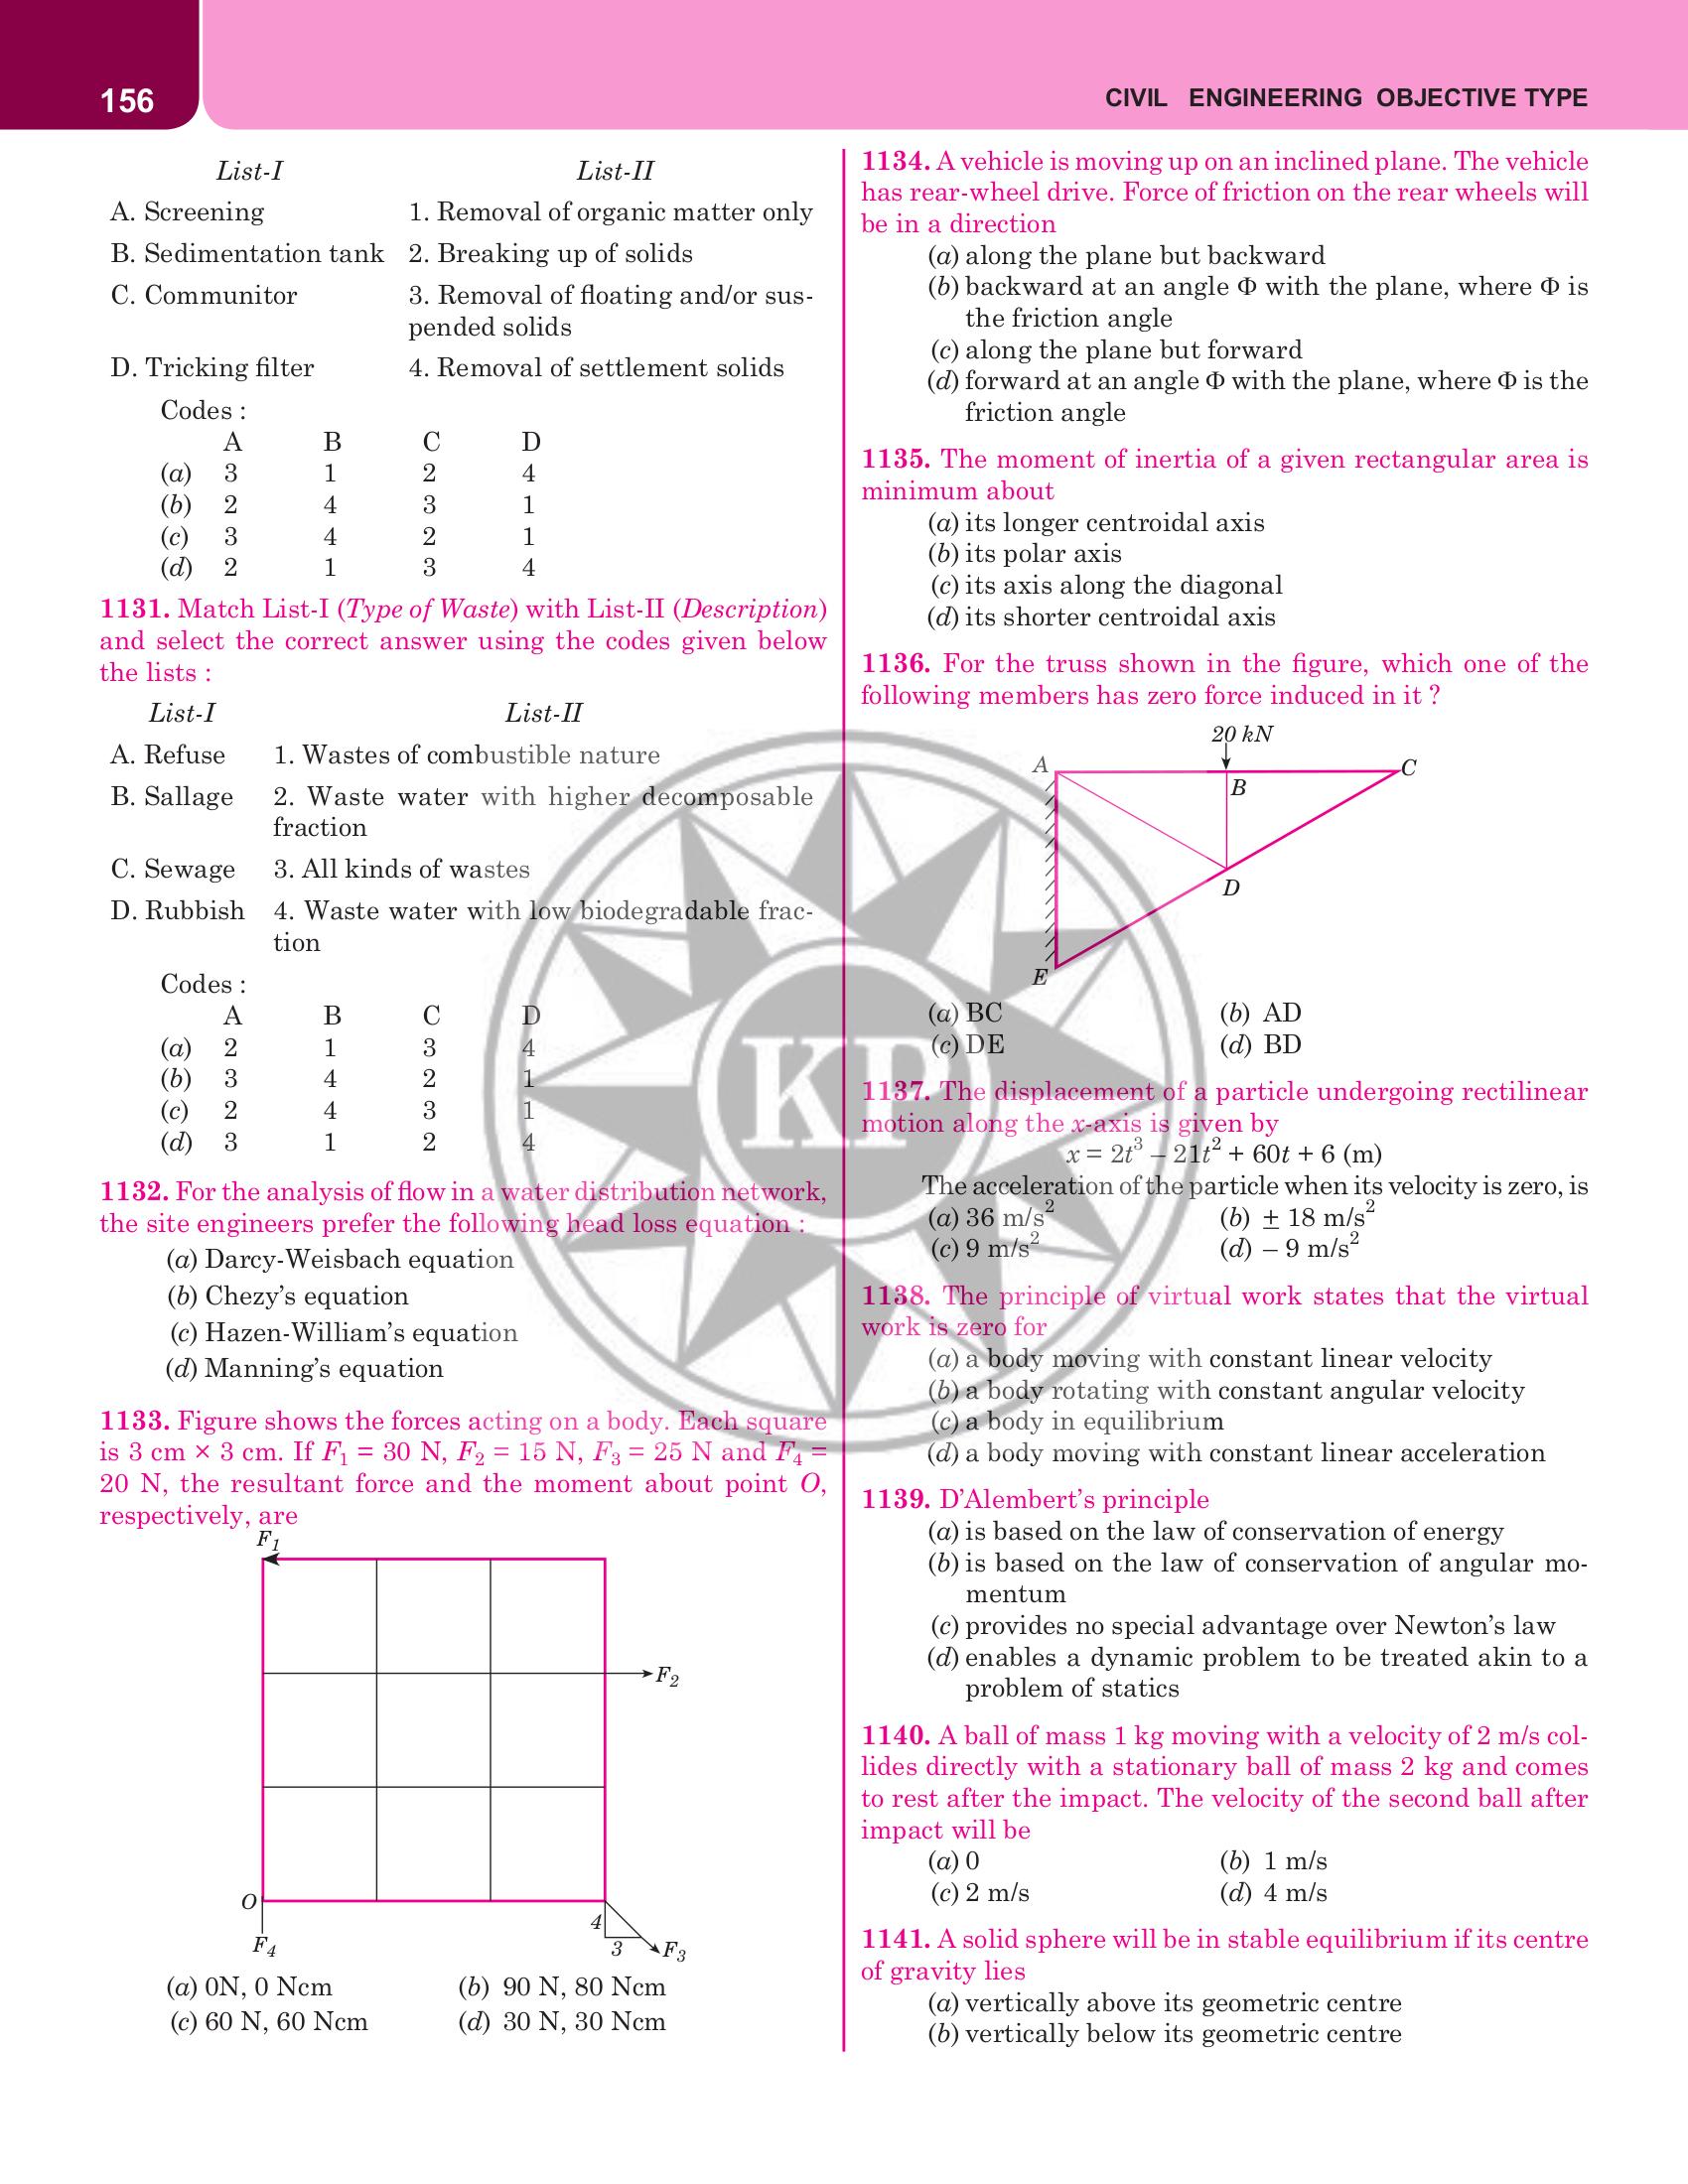 156
CIVIL ENGINEERING OBJECTIVE TYPE
List-I List-II
A. Screening 1. Removal of organic matter only
B. Sedimentation tank 2. Breaking up of solids
C. Communitor 3. Removal of floating and/or sus-
pended solids
D. Tricking filter 4. Removal of settlement solids
Codes :
A B C D
(a) 3 1 2 4
(b) 2 4 3 1
(c) 3 4 2 1
(d) 2 1 3 4
1131. Match List-I (Type of Waste) with List-II (Description)
and select the correct answer using the codes given below
the lists :
List-I List-II
A. Refuse 1. Wastes of combustible nature
B. Sallage 2. Waste water with higher decomposable
fraction
C. Sewage 3. All kinds of wastes
D. Rubbish 4. Waste water with low biodegradable frac-
tion
Codes :
A B C D
(a) 2 1 3 4
(b) 3 4 2 1
(c) 2 4 3 1
(d) 3 1 2 4
1132. For the analysis of flow in a water distribution network,
the site engineers prefer the following head loss equation :
(a) Darcy-Weisbach equation
(b) Chezy’s equation
(c) Hazen-William’s equation
(d) Manning’s equation
1133. Figure shows the forces acting on a body. Each square
is 3 cm × 3 cm. If F1 = 30 N, F2 = 15 N, F3 = 25 N and F4 =
20 N, the resultant force and the moment about point O,
respectively, are
F1
F2
O
F4
4
3
F3
(a) 0N, 0 Ncm (b) 90 N, 80 Ncm
(c) 60 N, 60 Ncm (d) 30 N, 30 Ncm
1134. A vehicle is moving up on an inclined plane. The vehicle
has rear-wheel drive. Force of friction on the rear wheels will
be in a direction
(a) along the plane but backward
(b) backward at an angle Φ with the plane, where Φ is
the friction angle
(c) along the plane but forward
(d) forward at an angle Φ with the plane, where Φ is the
friction angle
1135. The moment of inertia of a given rectangular area is
minimum about
(a) its longer centroidal axis
(b) its polar axis
(c) its axis along the diagonal
(d) its shorter centroidal axis
1136. For the truss shown in the figure, which one of the
following members has zero force induced in it ?
20 kN
A
C
B
D
E
(a) BC (b) AD
(c) DE (d) BD
1137. The displacement of a particle undergoing rectilinear
motion along the x-axis is given by
x = 2t³ – 21t² + 60t + 6 (m)
The acceleration of the particle when its velocity is zero, is
(a) 36 m/s² (b) ± 18 m/s²
(c) 9 m/s² (d) – 9 m/s²
1138. The principle of virtual work states that the virtual
work is zero for
(a) a body moving with constant linear velocity
(b) a body rotating with constant angular velocity
(c) a body in equilibrium
(d) a body moving with constant linear acceleration
1139. D’Alembert’s principle
(a) is based on the law of conservation of energy
(b) is based on the law of conservation of angular mo-
mentum
(c) provides no special advantage over Newton’s law
(d) enables a dynamic problem to be treated akin to a
problem of statics
1140. A ball of mass 1 kg moving with a velocity of 2 m/s col-
lides directly with a stationary ball of mass 2 kg and comes
to rest after the impact. The velocity of the second ball after
impact will be
(a) 0 (b) 1 m/s
(c) 2 m/s (d) 4 m/s
1141. A solid sphere will be in stable equilibrium if its centre
of gravity lies
(a) vertically above its geometric centre
(b) vertically below its geometric centre
KP